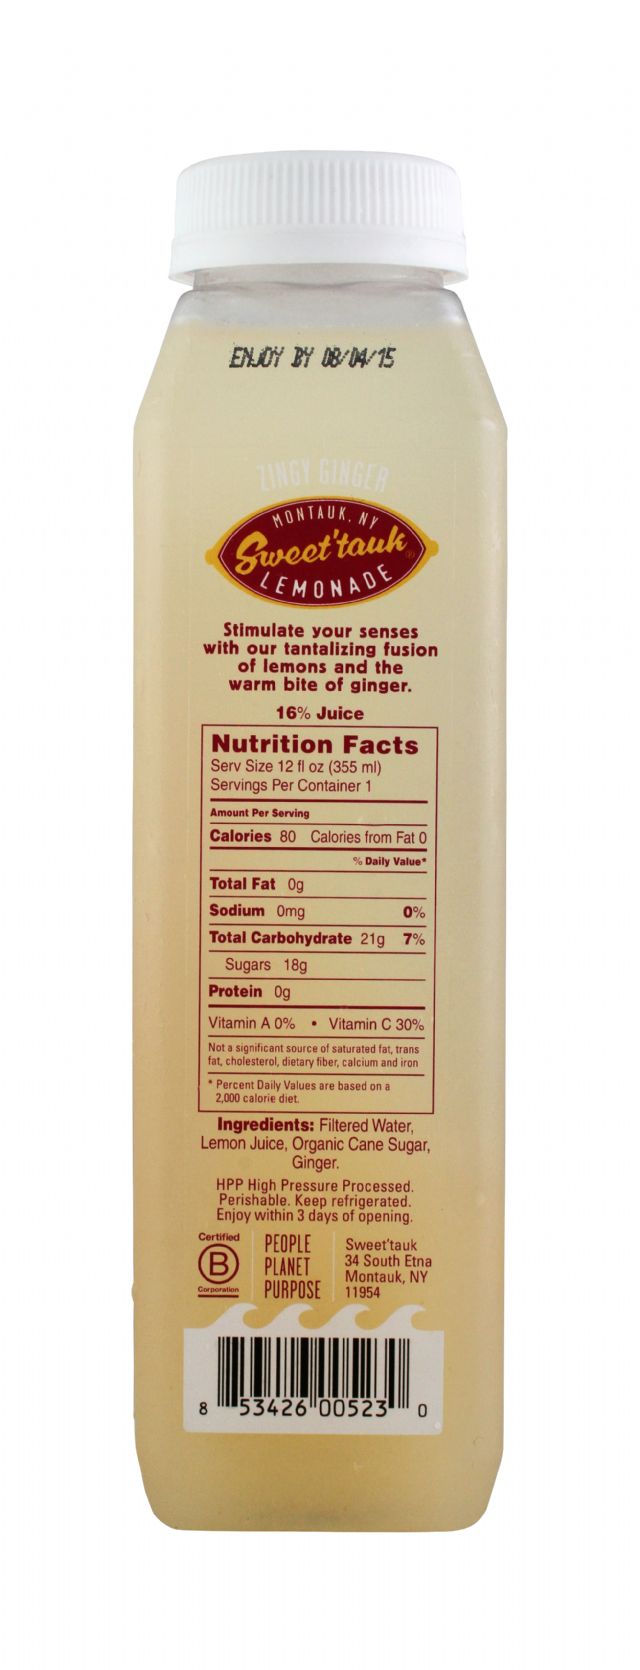 ENJOY BY 08/04/15
ZINGY GINGER
MONTAUK, NY
Sweet'tauk ®
LEMONADE
Stimulate your senses
with our tantalizing fusion
of lemons and the
warm bite of ginger.
16% Juice
Nutrition Facts
Serv Size 12 fl oz (355 ml)
Servings Per Container 1
Amount Per Serving
Calories 80 Calories from Fat 0
% Daily Value*
Total Fat 0g
Sodium 0mg 0%
Total Carbohydrate 21g 7%
Sugars 18g
Protein 0g
Vitamin A 0% • Vitamin C 30%
Not a significant source of saturated fat, trans
fat, cholesterol, dietary fiber, calcium and iron
* Percent Daily Values are based on a
2,000 calorie diet.
Ingredients: Filtered Water,
Lemon Juice, Organic Cane Sugar,
Ginger.
HPP High Pressure Processed.
Perishable. Keep refrigerated.
Enjoy within 3 days of opening.
Certified
B
Corporation
PEOPLE
PLANET
PURPOSE
Sweet'tauk
34 South Etna
Montauk, NY
11954
8 53426 00523 0